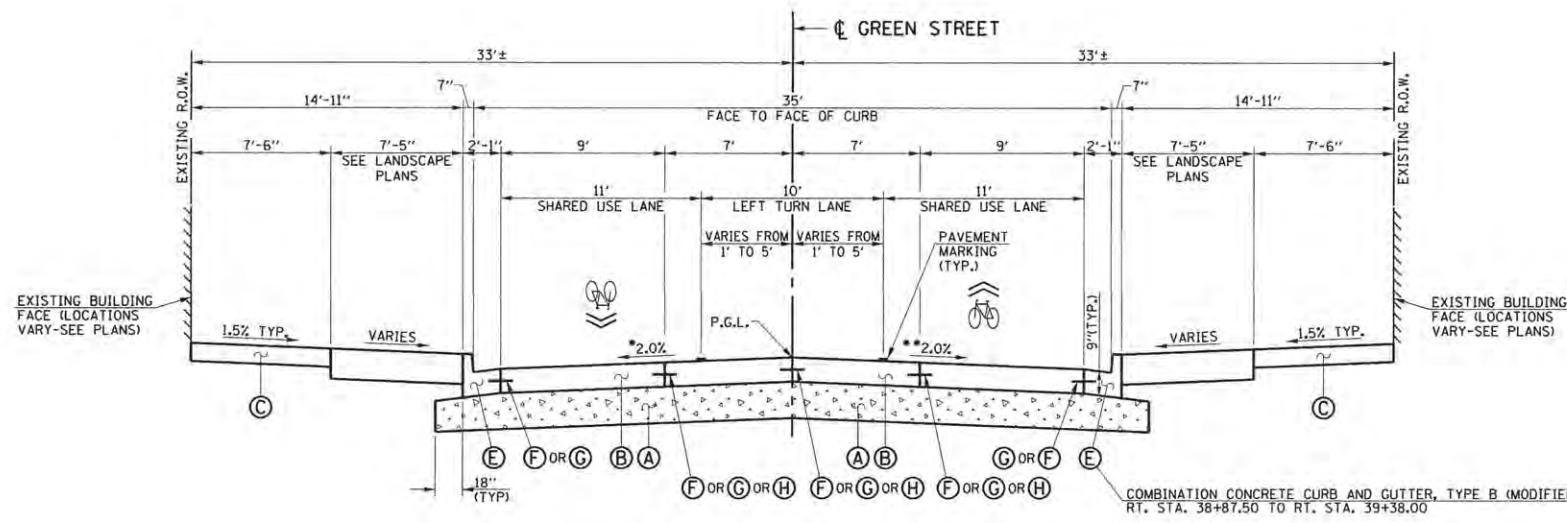 ℄ GREEN STREET
33'± 33'±
EXISTING R.O.W.
14'-11" 7" 35' 7" 14'-11"
FACE TO FACE OF CURB
EXISTING R.O.W.
7'-6" 7'-5" 2'-1" 9' 7' 7' 9' 2'-1" 7'-5" 7'-6"
SEE LANDSCAPE
PLANS
SEE LANDSCAPE
PLANS
11' 10' 11'
SHARED USE LANE LEFT TURN LANE SHARED USE LANE
VARIES FROM
1' TO 5'
VARIES FROM
1' TO 5'
PAVEMENT
MARKING
(TYP.)
EXISTING BUILDING
FACE (LOCATIONS
VARY-SEE PLANS)
EXISTING BUILDING
FACE (LOCATIONS
VARY-SEE PLANS)
1.5% TYP. VARIES *2.0% P.G.L. **2.0% 9"(TYP.) VARIES 1.5% TYP.
C C
E F OR G B A A B G OR F E
F OR G OR H F OR G OR H F OR G OR H
18"
(TYP)
COMBINATION CONCRETE CURB AND GUTTER, TYPE B (MODIFIE
RT. STA. 38+87.50 TO RT. STA. 39+38.00